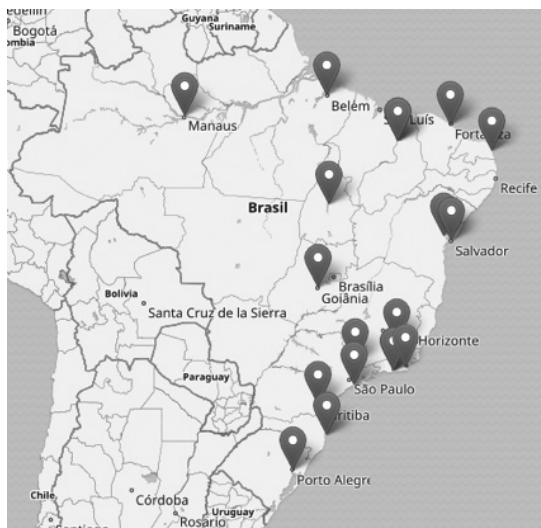 Bogotá
Guyana
Suriname
Belém
Manaus
Recife
Brasil
Salvador
Brasília
Goiânia
Bolivia
Santa Cruz de la Sierra
Horizonte
Paraguay
São Paulo
Porto Alegre
Chile
Córdoba
Uruguay
Rosario